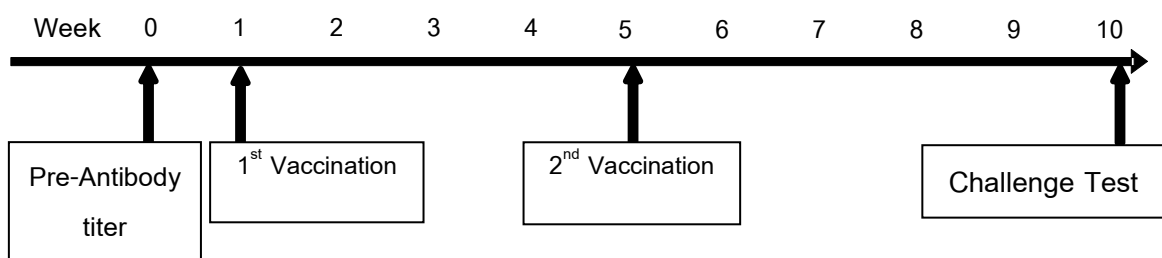 Week 0 1 2 3 4 5 6 7 8 9 10
Pre-Antibody
titer
1st Vaccination
2nd Vaccination
Challenge Test